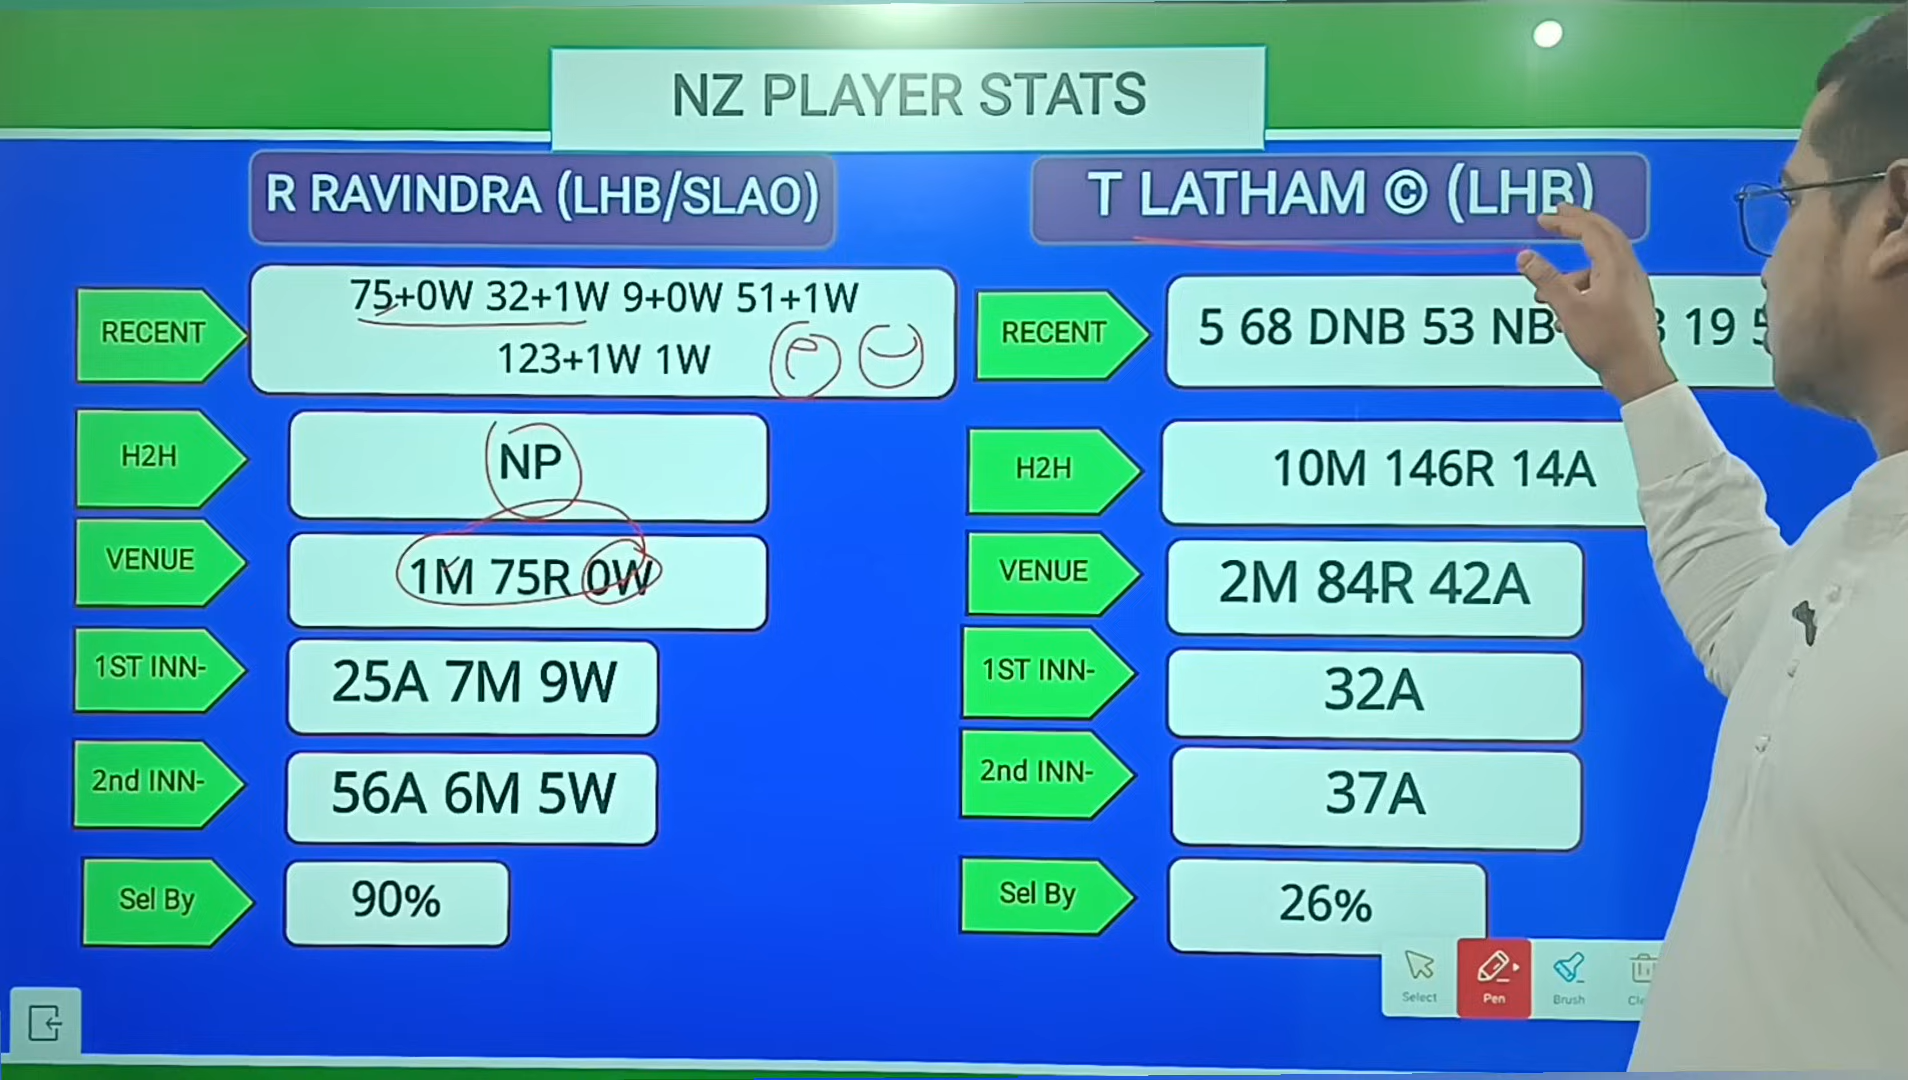 NZ PLAYER STATS
R RAVINDRA (LHB/SLAO)
RECENT
75+0W 32+1W 9+0W 51+1W
123+1W 1W
H2H
NP
VENUE
1M 75R 0W
1ST INN-
25A 7M 9W
2nd INN-
56A 6M 5W
Sel By
90%
T LATHAM © (LHB)
RECENT
5 68 DNB 53 19
H2H
10M 146R 14A
VENUE
2M 84R 42A
1ST INN-
32A
2nd INN-
37A
Sel By
26%
Select
Pen
Brush